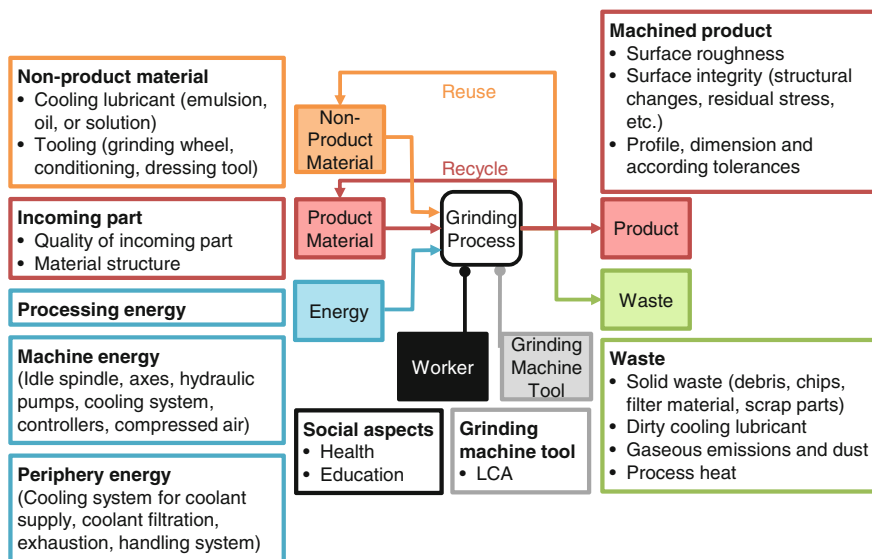 Non-product material
• Cooling lubricant (emulsion,
oil, or solution)
• Tooling (grinding wheel,
conditioning, dressing tool)
Incoming part
• Quality of incoming part
• Material structure
Processing energy
Machine energy
(Idle spindle, axes, hydraulic
pumps, cooling system,
controllers, compressed air)
Periphery energy
(Cooling system for coolant
supply, coolant filtration,
exhaustion, handling system)
Reuse
Non-
Product
Material
Recycle
Product
Material
Grinding
Process
Energy
Worker
Grinding
Machine
Tool
Social aspects
• Health
• Education
Grinding
machine tool
• LCA
Machined product
• Surface roughness
• Surface integrity (structural
changes, residual stress,
etc.)
• Profile, dimension and
according tolerances
Product
Waste
Waste
• Solid waste (debris, chips,
filter material, scrap parts)
• Dirty cooling lubricant
• Gaseous emissions and dust
• Process heat